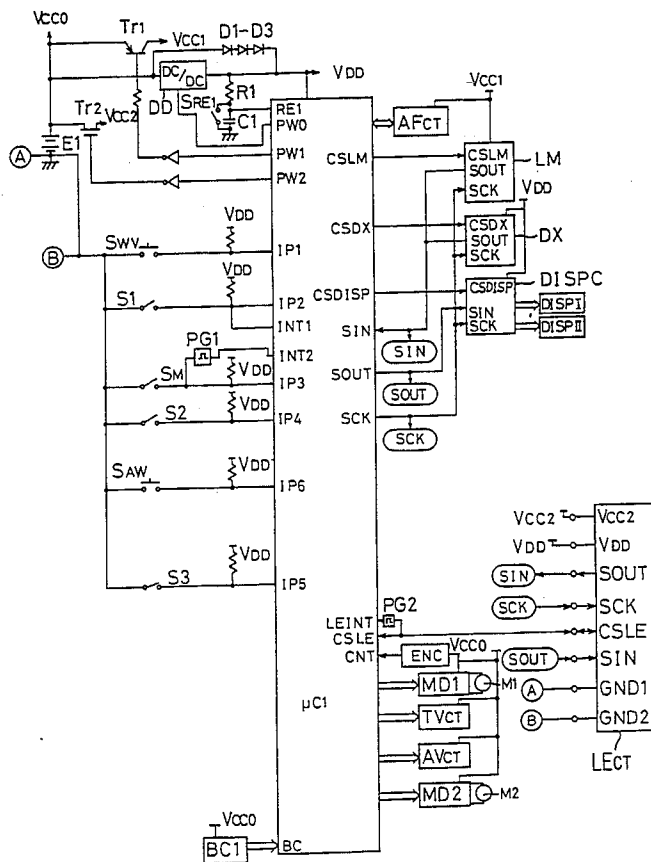 VCC0
Tr1
VCC1
D1-D3
DC/DC
DD
R1
VDD
SRE1
C1
RE1
PW0
Tr2
VCC2
E1
A
PW1
PW2
B
SWV
VDD
IP1
S1
VDD
IP2
INT1
PG1
INT2
SM
VDD
IP3
S2
VDD
IP4
SAW
VDD
IP6
S3
VDD
IP5
μC1
BC1
VCC0
BC
AFCT
VCC1
CSLM
CSLM
SOUT
SCK
LM
VDD
CSDX
CSDX
SOUT
SCK
DX
CSDISP
CSDISP
SIN
SCK
DISPC
DISPI
DISPII
SIN
SIN
SOUT
SOUT
SCK
SCK
LEINT
PG2
CSLE
CNT
ENC
VCC0
MD1
M1
TVCT
AVCT
MD2
M2
VCC2
VCC2
VDD
VDD
SIN
SOUT
SCK
SCK
CSLE
SOUT
SIN
A
GND1
B
GND2
LECT